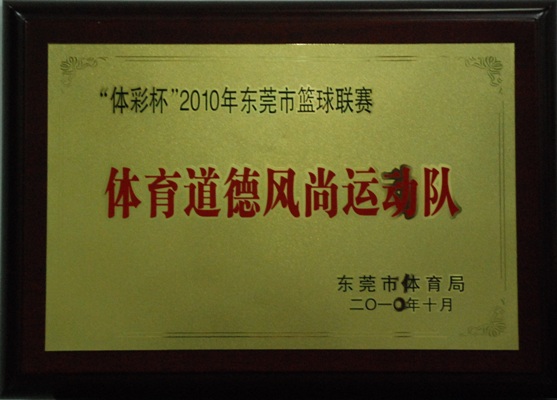 “体彩杯”2010年东莞市篮球联赛
体育道德风尚运动队
东莞市体育局
二〇一〇年十月